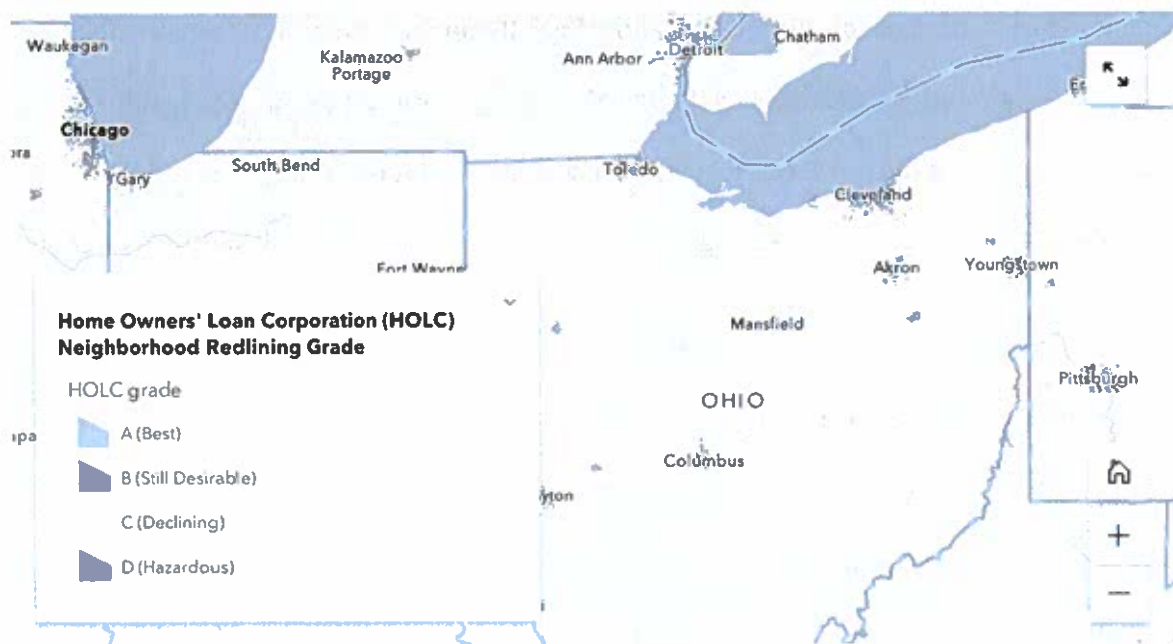 Waukegan
Kalamazoo
Portage
Ann Arbor
Detroit
Chatham
Chicago
Gary
South Bend
Toledo
Cleveland
Fort Wayne
Akron
Youngstown
Mansfield
Pittsburgh
OHIO
Columbus
yton
Home Owners' Loan Corporation (HOLC)
Neighborhood Redlining Grade
HOLC grade
A (Best)
B (Still Desirable)
C (Declining)
D (Hazardous)